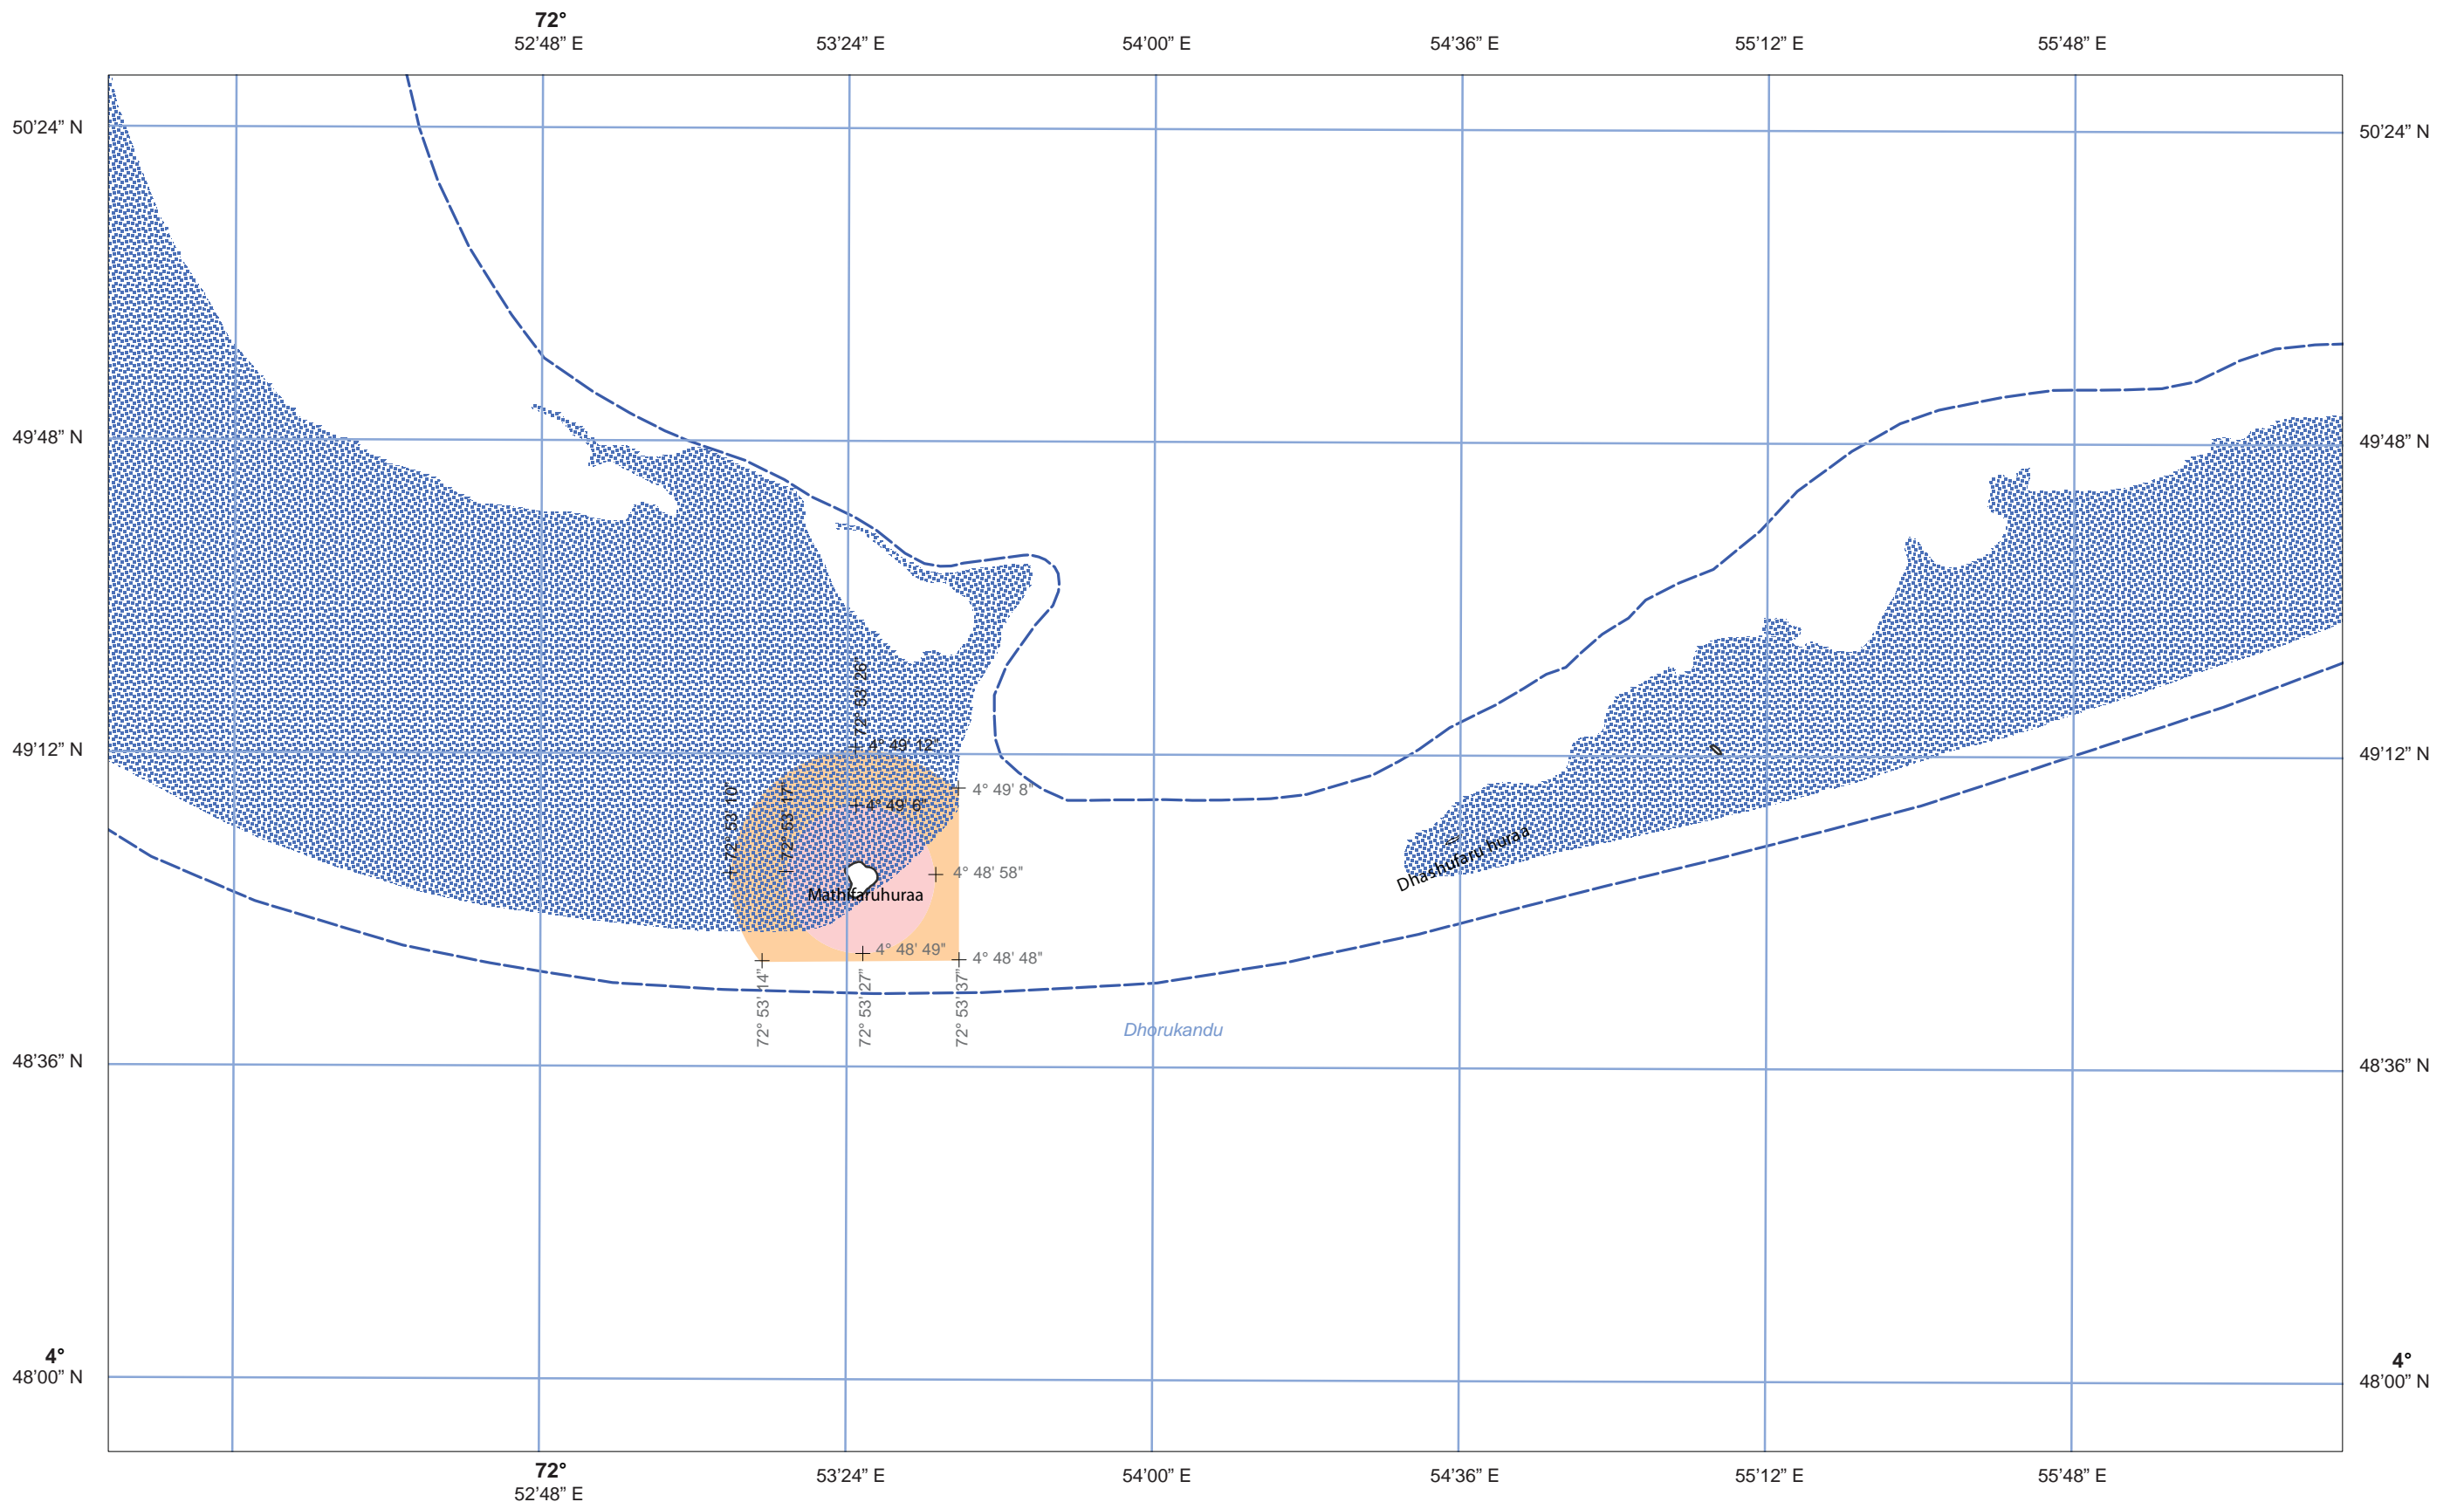 72°
52’48” E
53’24” E
54’00” E
54’36” E
55’12” E
55’48” E
50’24” N
50’24” N
49’48” N
49’48” N
72° 53' 26"
49’12” N
4° 49' 12"
49’12” N
72° 53' 10"
72° 53' 17"
4° 49' 8"
4° 49' 6"
Dhashufaru huraa
4° 48' 58"
Mathifaruhuraa
4° 48' 49"
4° 48' 48"
72° 53' 14"
72° 53' 27"
72° 53' 37"
Dhorukandu
48’36” N
48’36” N
4°
48’00” N
4°
48’00” N
72°
52’48” E
53’24” E
54’00” E
54’36” E
55’12” E
55’48” E